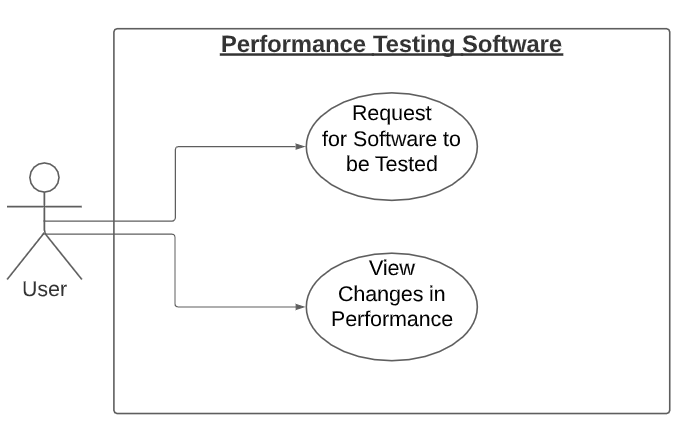 Performance Testing Software
Request
for Software to
be Tested
User
View
Changes in
Performance